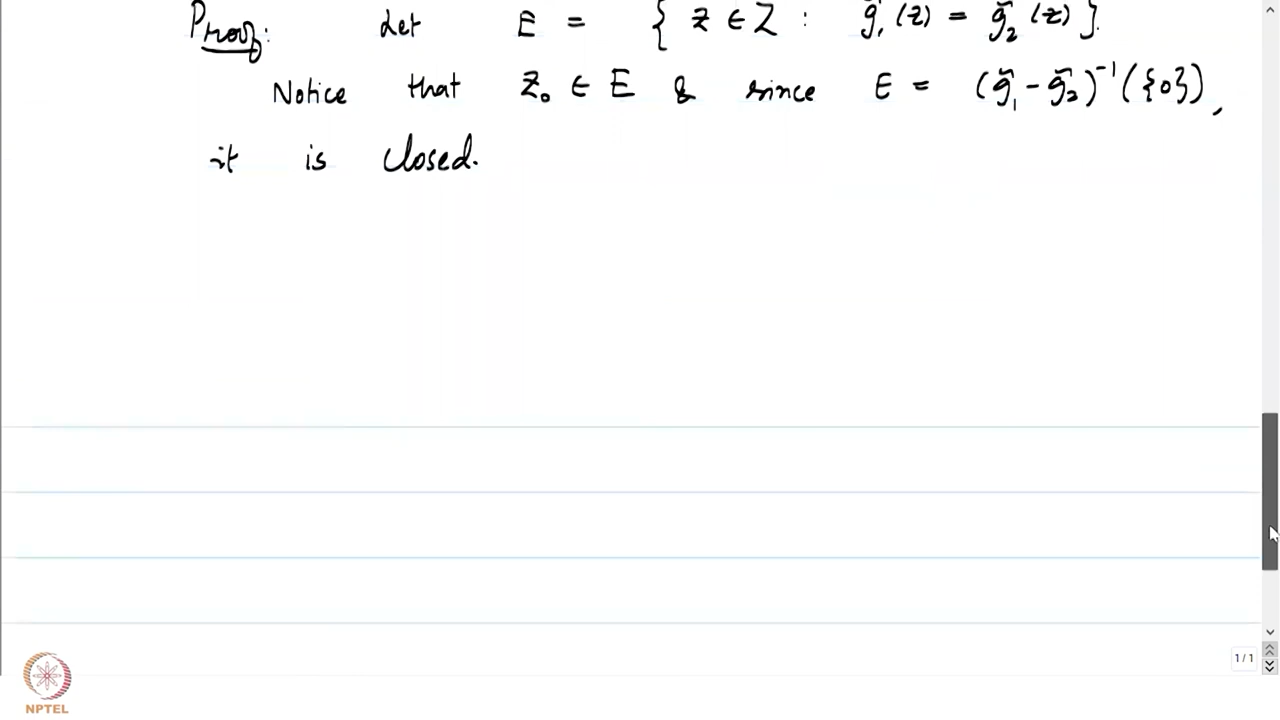 Proof: Let E = { z ∈ Z : g̃₁(z) = g̃₂(z) }.
Notice that z₀ ∈ E & since E = (g̃₁ - g̃₂)⁻¹({0}),
it is closed.
1 / 1
NPTEL